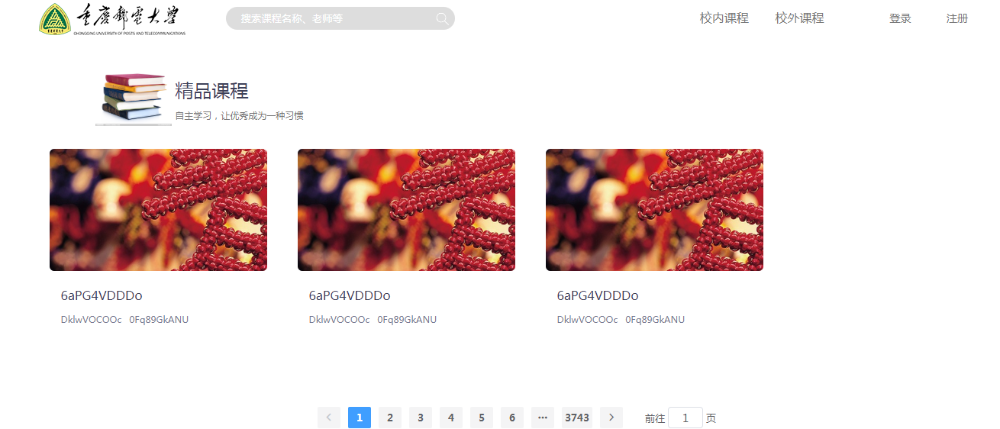 重庆邮电大学
CHONGQING UNIVERSITY OF POSTS AND TELECOMMUNICATIONS
搜索课程名称、老师等
校内课程 校外课程 登录 注册
精品课程
自主学习，让优秀成为一种习惯
6aPG4VDDDo 6aPG4VDDDo 6aPG4VDDDo
DklwVOCOOc 0Fq89GkANU DklwVOCOOc 0Fq89GkANU DklwVOCOOc 0Fq89GkANU
1 2 3 4 5 6 ··· 3743 前往 1 页